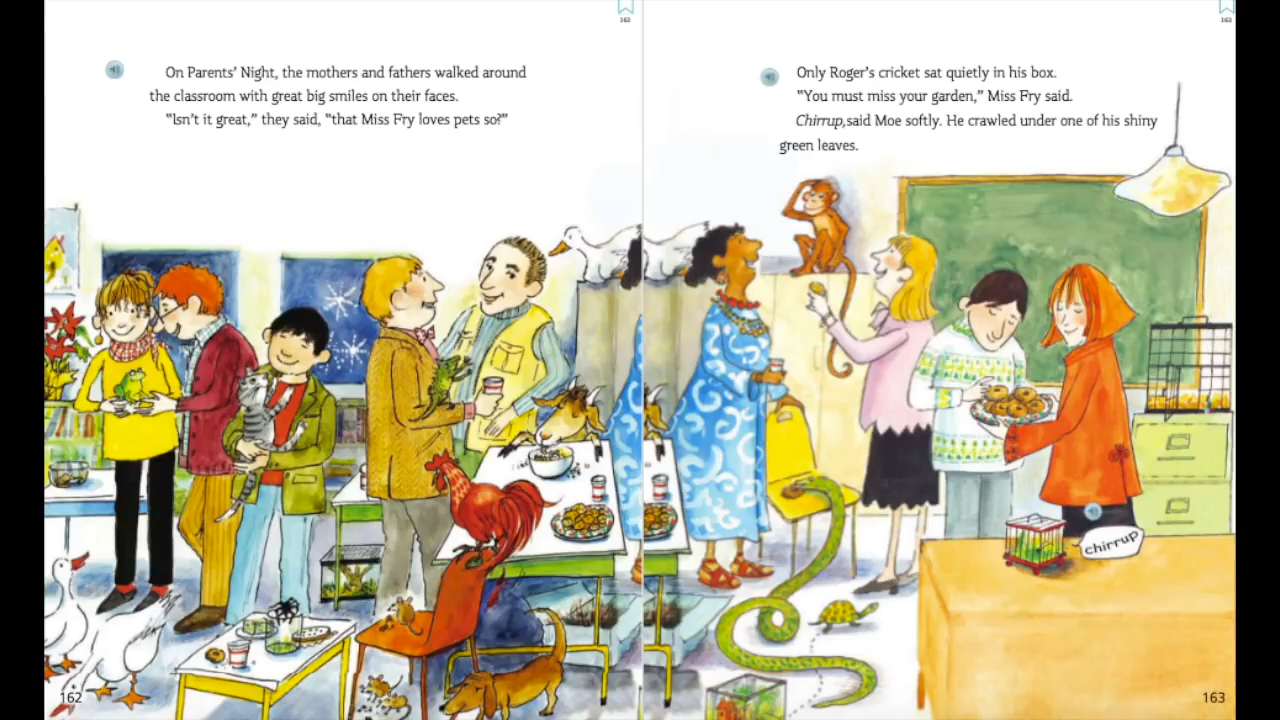 162
On Parents' Night, the mothers and fathers walked around
the classroom with great big smiles on their faces.
"Isn't it great," they said, "that Miss Fry loves pets so?"
162
163
Only Roger's cricket sat quietly in his box.
"You must miss your garden," Miss Fry said.
Chirrup,said Moe softly. He crawled under one of his shiny
green leaves.
chirrup
163